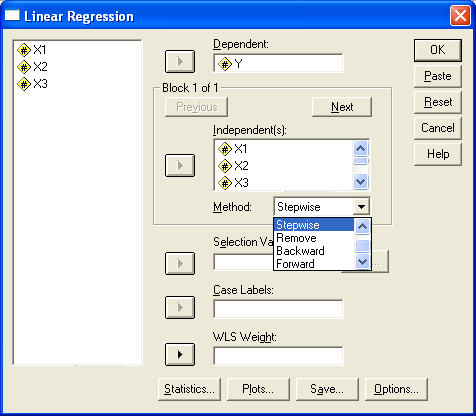 Linear Regression
X1
X2
X3
Dependent:
Y
Block 1 of 1
Previous
Next
Independent(s):
X1
X2
X3
Method:
Stepwise
Stepwise
Remove
Backward
Forward
Selection Va
Case Labels:
WLS Weight:
Statistics...
Plots...
Save...
Options...
OK
Paste
Reset
Cancel
Help